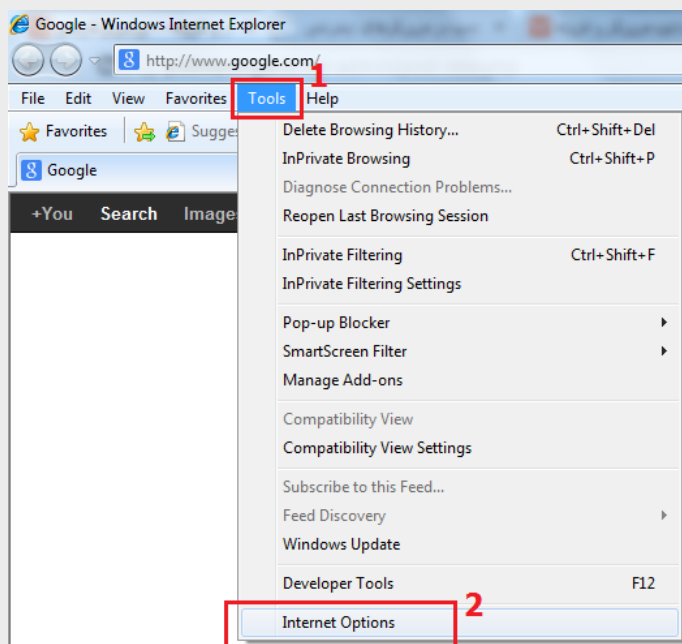 Google - Windows Internet Explorer
http://www.google.com/
1
File Edit View Favorites Tools Help
Favorites Sugges
Google
+You Search Images
Delete Browsing History... Ctrl+Shift+Del
InPrivate Browsing Ctrl+Shift+P
Diagnose Connection Problems...
Reopen Last Browsing Session
InPrivate Filtering Ctrl+Shift+F
InPrivate Filtering Settings
Pop-up Blocker
SmartScreen Filter
Manage Add-ons
Compatibility View
Compatibility View Settings
Subscribe to this Feed...
Feed Discovery
Windows Update
Developer Tools F12
Internet Options 2